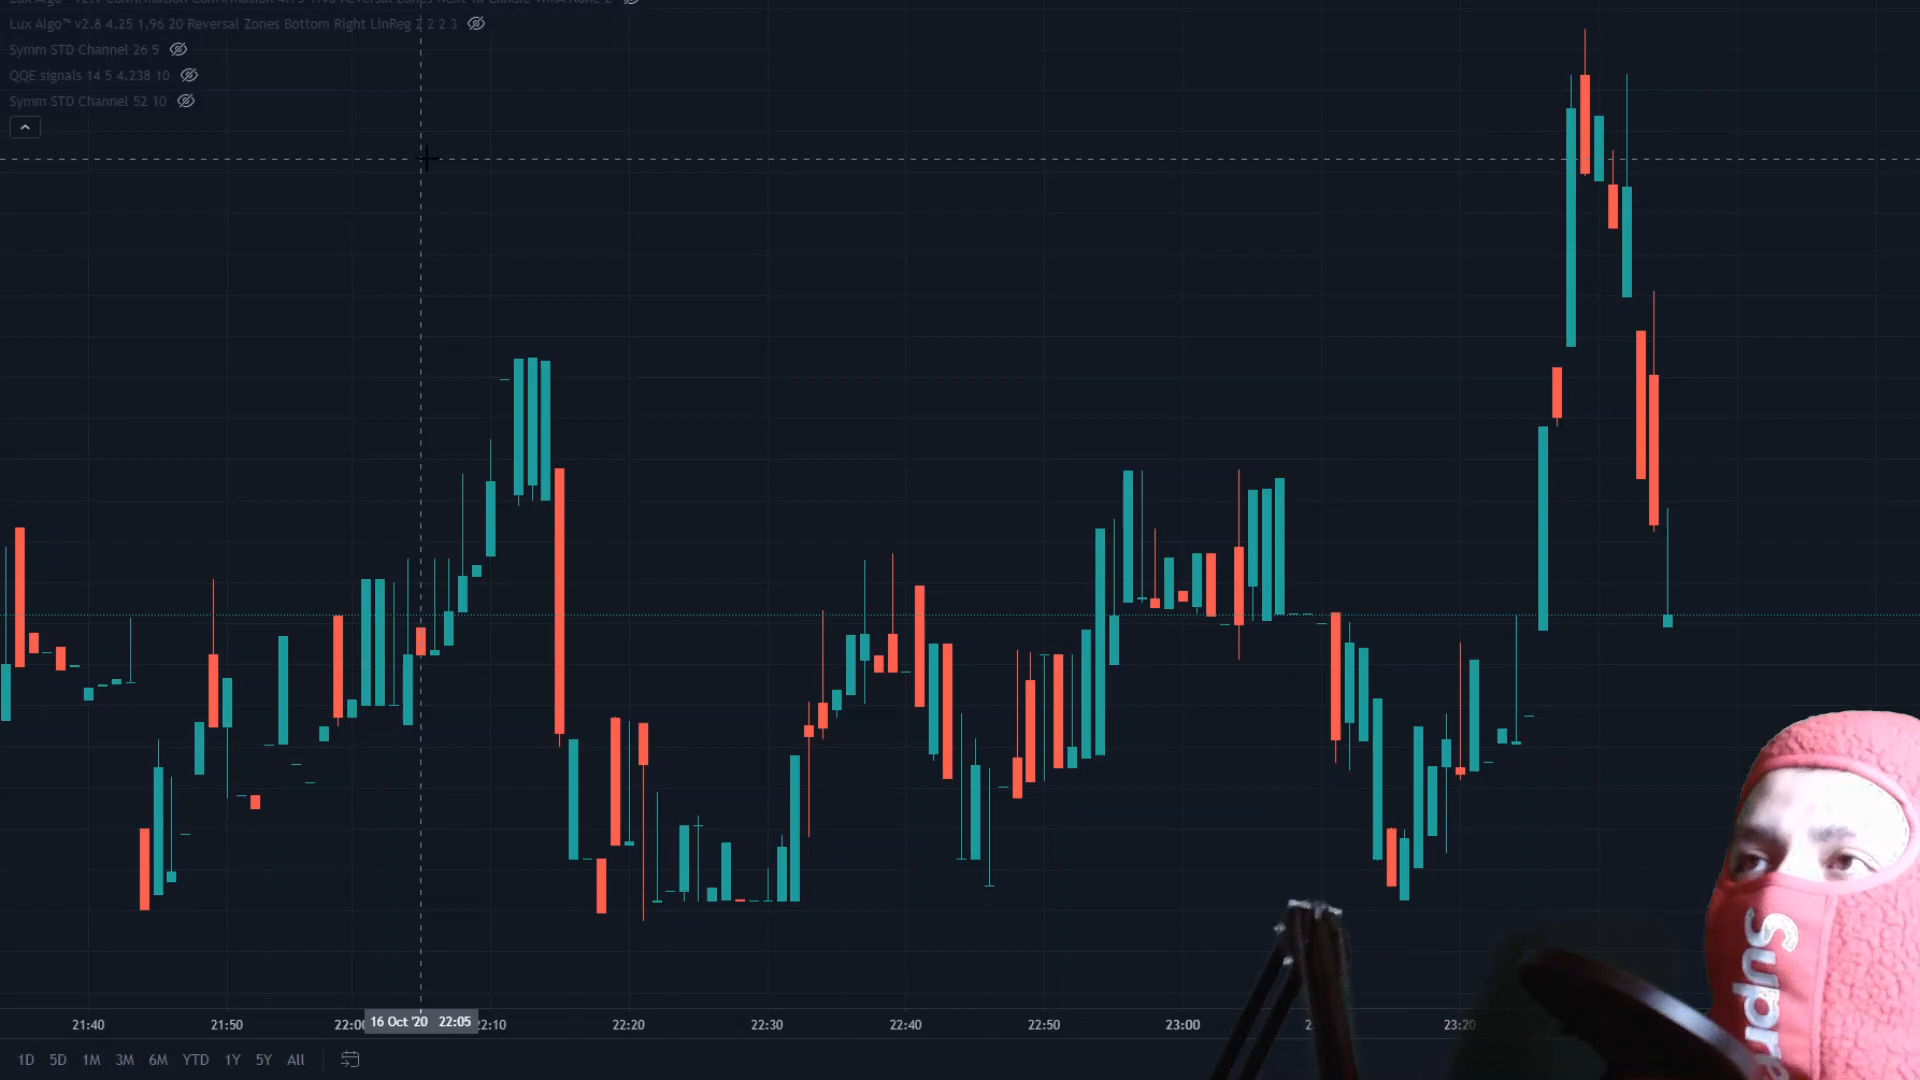 Lux Algo™ v2.8 4.25 1.96 20 Reversal Zones Bottom Right LinReg 2 2 2 3
Symm STD Channel 26 5
QQE signals 14 5 4.238 10
Symm STD Channel 52 10
21:40 21:50 22:00 16 Oct '20 22:05 22:10 22:20 22:30 22:40 22:50 23:00 23:20
1D 5D 1M 3M 6M YTD 1Y 5Y All
Supre